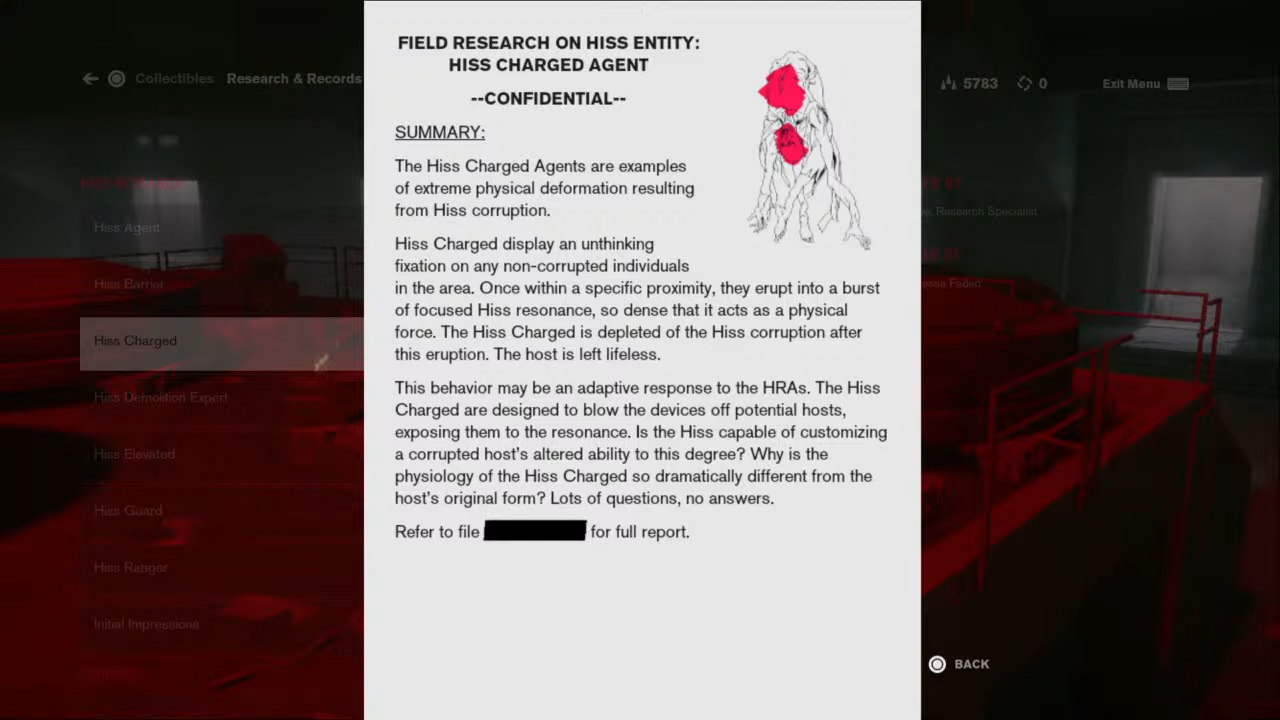 FIELD RESEARCH ON HISS ENTITY:
HISS CHARGED AGENT
--CONFIDENTIAL--
SUMMARY:
The Hiss Charged Agents are examples
of extreme physical deformation resulting
from Hiss corruption.
Hiss Charged display an unthinking
fixation on any non-corrupted individuals
in the area. Once within a specific proximity, they erupt into a burst
of focused Hiss resonance, so dense that it acts as a physical
force. The Hiss Charged is depleted of the Hiss corruption after
this eruption. The host is left lifeless.
This behavior may be an adaptive response to the HRAs. The Hiss
Charged are designed to blow the devices off potential hosts,
exposing them to the resonance. Is the Hiss capable of customizing
a corrupted host's altered ability to this degree? Why is the
physiology of the Hiss Charged so dramatically different from the
host's original form? Lots of questions, no answers.
Refer to file for full report.
Collectibles Research & Records
5783 0 Exit Menu
Hiss Agent
Hiss Barrier
Hiss Charged
Hiss Demolition Expert
Hiss Elevated
Hiss Guard
Hiss Ranger
Initial Impressions
Research Specialist
Faden
BACK